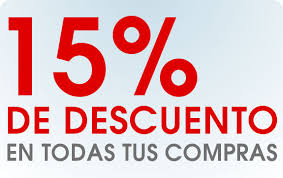 15%
DE DESCUENTO
EN TODAS TUS COMPRAS